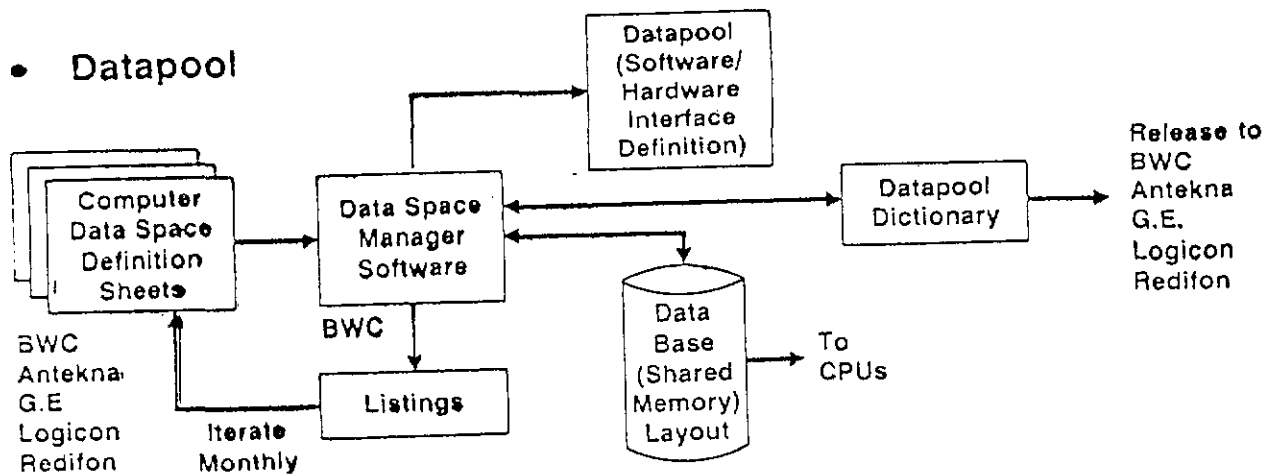 • Datapool
Datapool
(Software/
Hardware
Interface
Definition)
Computer
Data Space
Definition
Sheets
Data Space
Manager
Software
Datapool
Dictionary
Release to
BWC
Antekna
G.E.
Logicon
Redifon
BWC
Antekna
G.E
Logicon
Redifon
BWC
Listings
Iterate
Monthly
Data
Base
(Shared
Memory)
Layout
To
CPUs